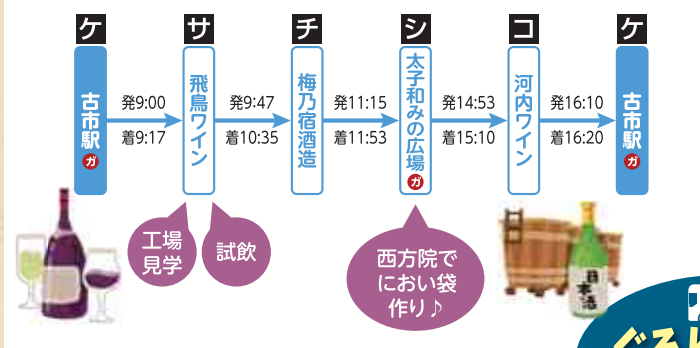 ケ サ チ シ コ ケ
古市駅 ガ
発9:00
着9:17
飛鳥ワイン
発9:47
着10:35
梅乃宿酒造
発11:15
着11:53
太子和みの広場 ガ
発14:53
着15:10
河内ワイン
発16:10
着16:20
古市駅 ガ
工場
見学
試飲
西方院で
におい袋
作り♪
日本酒